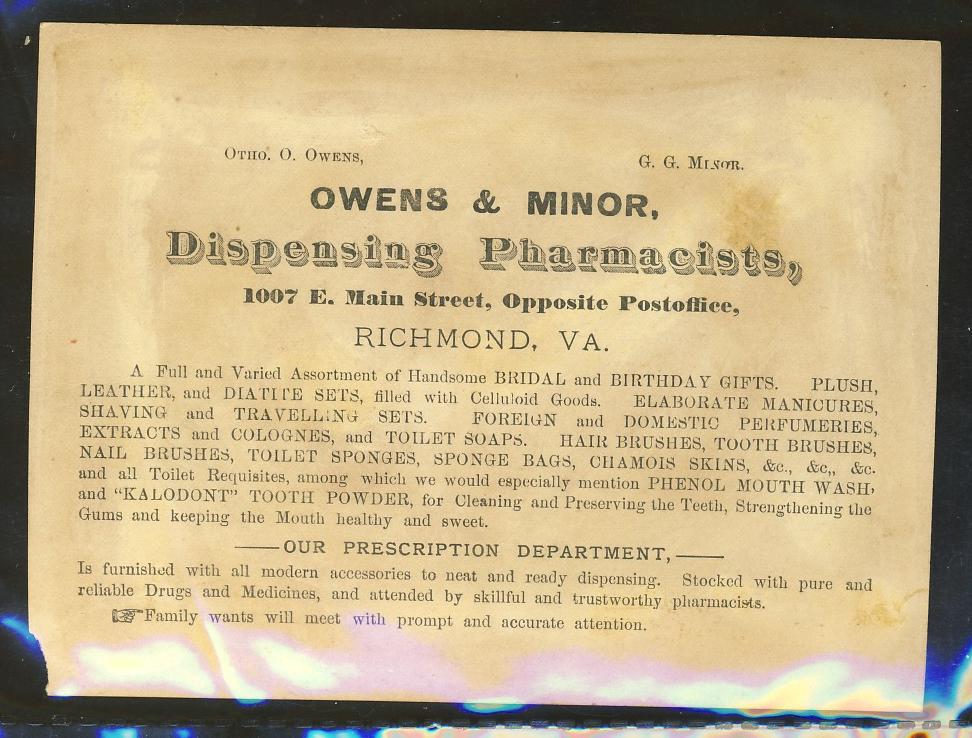 Otho. O. Owens, G. G. Minor.
OWENS & MINOR,
Dispensing Pharmacists,
1007 E. Main Street, Opposite Postoffice,
RICHMOND, VA.
A Full and Varied Assortment of Handsome BRIDAL and BIRTHDAY GIFTS. PLUSH,
LEATHER, and DIATITE SETS, filled with Celluloid Goods. ELABORATE MANICURES,
SHAVING and TRAVELLING SETS. FOREIGN and DOMESTIC PERFUMERIES,
EXTRACTS and COLOGNES, and TOILET SOAPS. HAIR BRUSHES, TOOTH BRUSHES,
NAIL BRUSHES, TOILET SPONGES, SPONGE BAGS, CHAMOIS SKINS, &c., &c,, &c.
and all Toilet Requisites, among which we would especially mention PHENOL MOUTH WASH,
and "KALODONT" TOOTH POWDER, for Cleaning and Preserving the Teeth, Strengthening the
Gums and keeping the Mouth healthy and sweet.
——OUR PRESCRIPTION DEPARTMENT,——
Is furnished with all modern accessories to neat and ready dispensing. Stocked with pure and
reliable Drugs and Medicines, and attended by skillful and trustworthy pharmacists.
☞Family wants will meet with prompt and accurate attention.